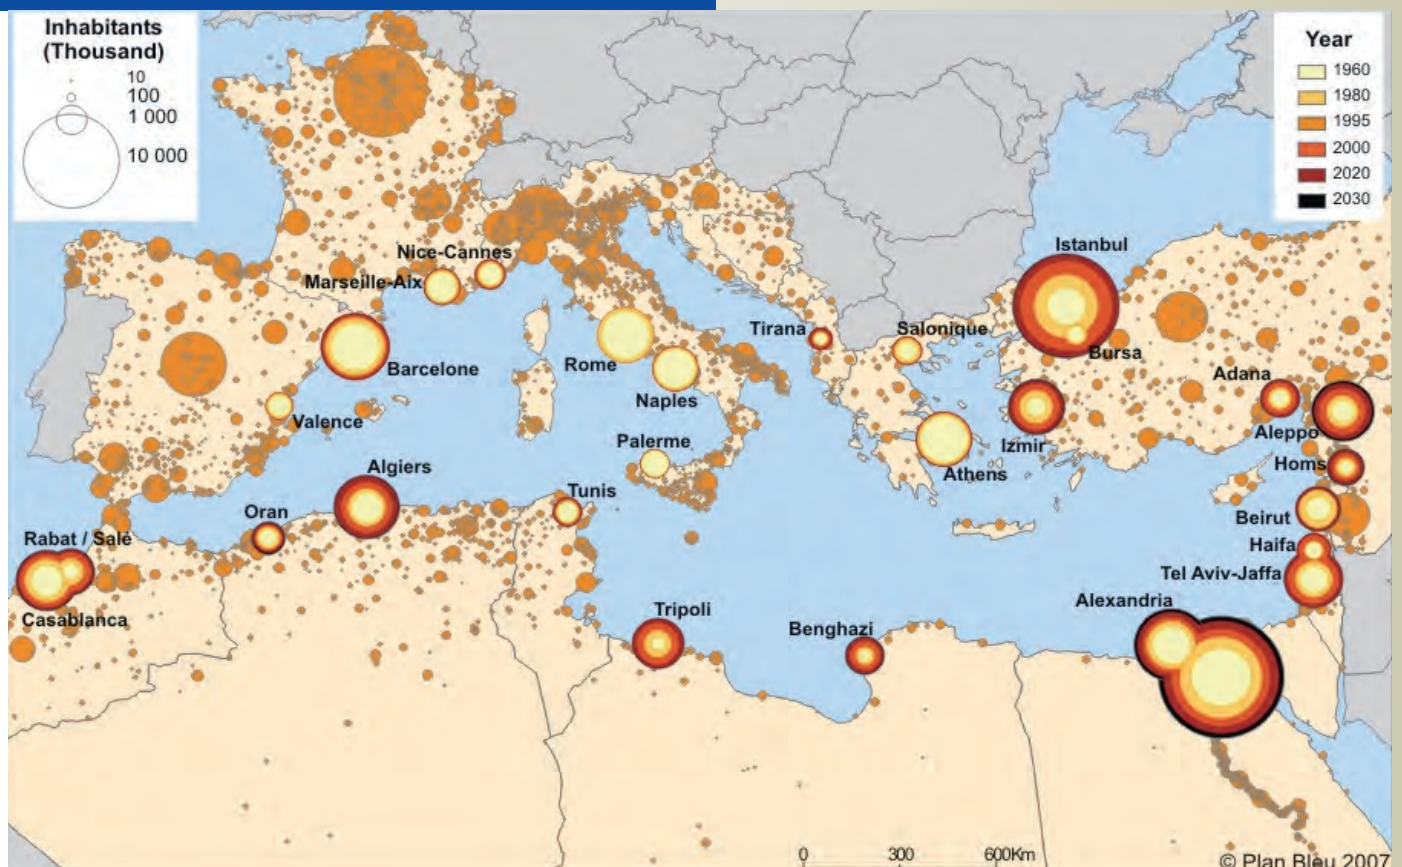 Inhabitants
(Thousand)
10
100
1 000
10 000
Year
1960
1980
1995
2000
2020
2030
Istanbul
Nice-Cannes
Marseille-Aix
Tirana
Salonique
Bursa
Rome
Barcelone
Adana
Naples
Valence
Aleppo
Palerme
Izmir
Homs
Algiers
Athens
Tunis
Oran
Beirut
Rabat / Salé
Haifa
Tel Aviv-Jaffa
Alexandria
Tripoli
Casablanca
Benghazi
0 300 600Km
© Plan Bleu 2007